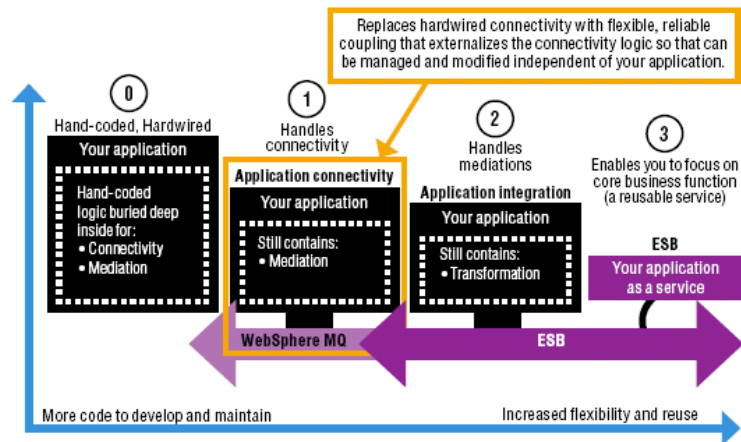 Replaces hardwired connectivity with flexible, reliable
coupling that externalizes the connectivity logic so that can
be managed and modified independent of your application.
0
Hand-coded, Hardwired
Your application
Hand-coded
logic buried deep
inside for:
• Connectivity
• Mediation
1
Handles
connectivity
Application connectivity
Your application
Still contains:
• Mediation
WebSphere MQ
2
Handles
mediations
Application integration
Your application
Still contains:
• Transformation
3
Enables you to focus on
core business function
(a reusable service)
ESB
Your application
as a service
ESB
More code to develop and maintain
Increased flexibility and reuse